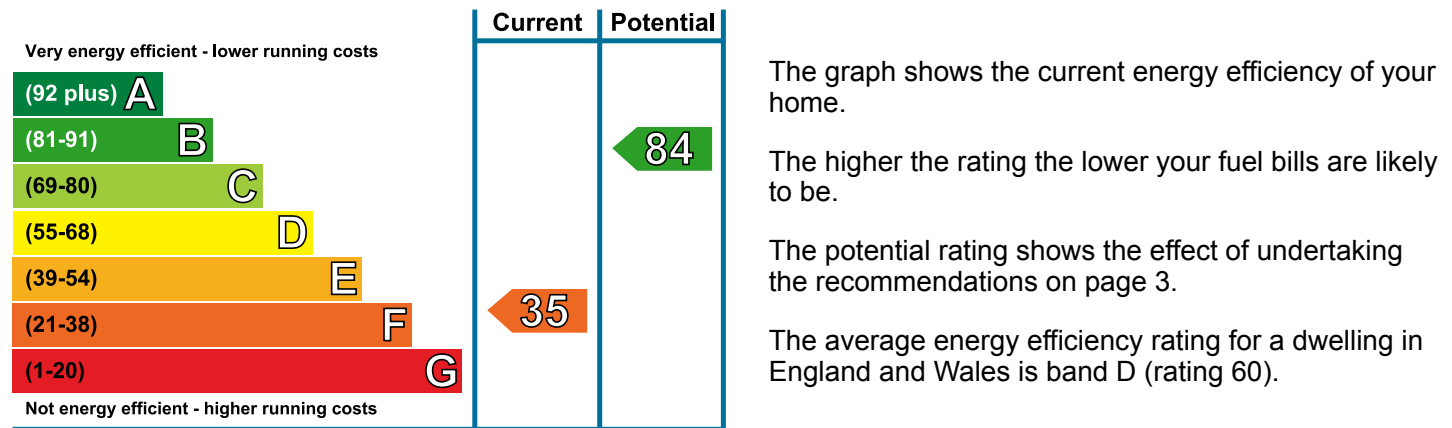 Current Potential
Very energy efficient - lower running costs
(92 plus) A
(81-91) B
84
(69-80) C
(55-68) D
(39-54) E
35
(21-38) F
(1-20) G
Not energy efficient - higher running costs
The graph shows the current energy efficiency of your
home.
The higher the rating the lower your fuel bills are likely
to be.
The potential rating shows the effect of undertaking
the recommendations on page 3.
The average energy efficiency rating for a dwelling in
England and Wales is band D (rating 60).